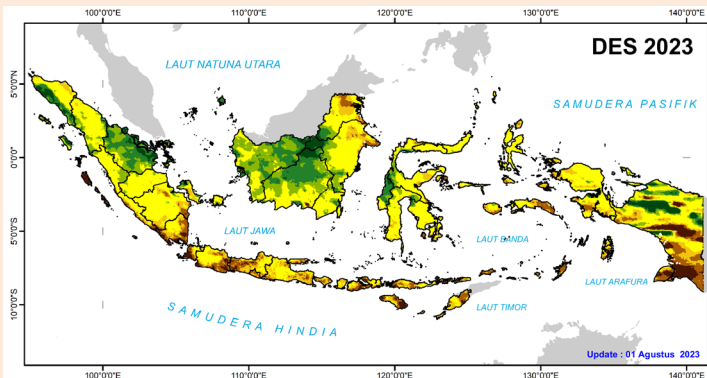 100°0'0"E 110°0'0"E 120°0'0"E 130°0'0"E 140°0'0"E
DES 2023
LAUT NATUNA UTARA
5°0'0"N
SAMUDERA PASIFIK
0°0'0"
LAUT JAWA
LAUT BANDA
5°0'0"S
LAUT ARAFURA
10°0'0"S
SAMUDERA HINDIA
LAUT TIMOR
Update : 01 Agustus 2023
100°0'0"E 110°0'0"E 120°0'0"E 130°0'0"E 140°0'0"E